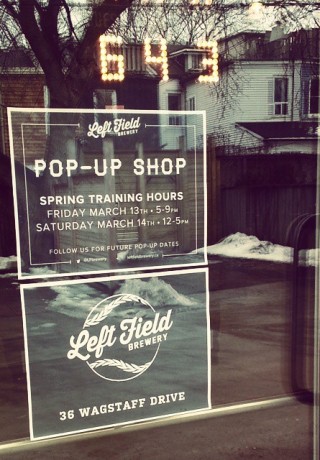 643
Left Field
BREWERY
POP-UP SHOP
SPRING TRAINING HOURS
FRIDAY MARCH 13TH • 5-9PM
SATURDAY MARCH 14TH • 12-5PM
FOLLOW US FOR FUTURE POP-UP DATES
Left Field
BREWERY
36 WAGSTAFF DRIVE